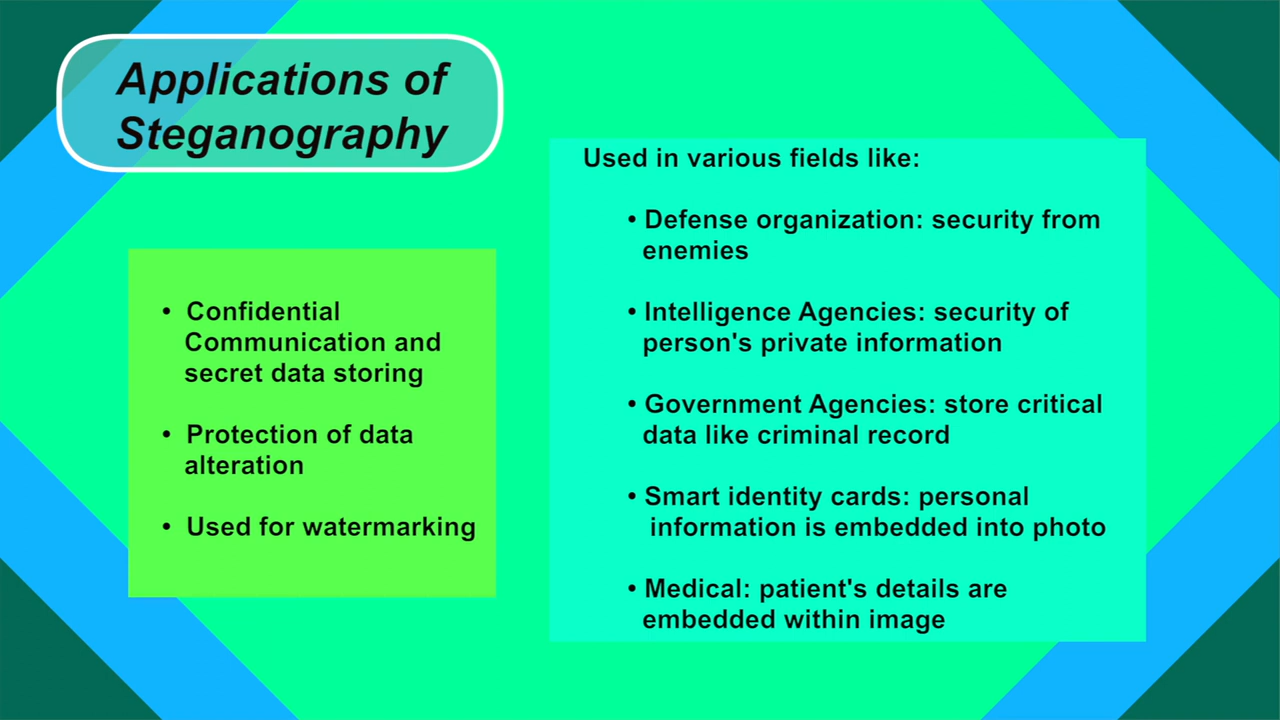 Applications of
Steganography
• Confidential
Communication and
secret data storing
• Protection of data
alteration
• Used for watermarking
Used in various fields like:
• Defense organization: security from
enemies
• Intelligence Agencies: security of
person's private information
• Government Agencies: store critical
data like criminal record
• Smart identity cards: personal
information is embedded into photo
• Medical: patient's details are
embedded within image